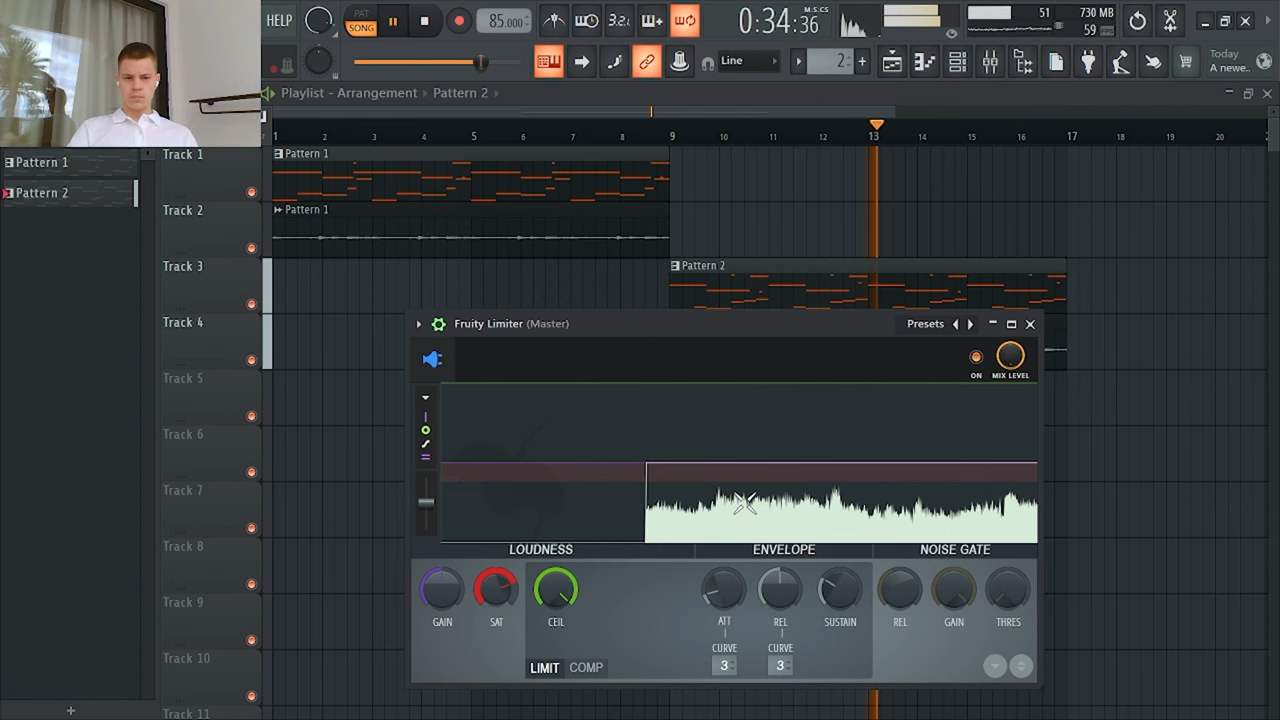 HELP
PAT
SONG
85.000
3.2.
0:34:36
M:S:CS
51
730 MB
59
Line
2
Today
A newe..
Playlist - Arrangement › Pattern 2 ›
1 2 3 4 5 6 7 8 9 10 11 12 13 14 15 16 17 18 19 20
Pattern 1
Pattern 2
Track 1
Pattern 1
Track 2
Pattern 1
Track 3
Pattern 2
Track 4
Track 5
Track 6
Track 7
Track 8
Track 9
Track 10
Track 11
Fruity Limiter (Master)
Presets
ON
MIX LEVEL
LOUDNESS
ENVELOPE
NOISE GATE
GAIN
SAT
CEIL
ATT
REL
SUSTAIN
REL
GAIN
THRES
CURVE
CURVE
3
3
LIMIT
COMP